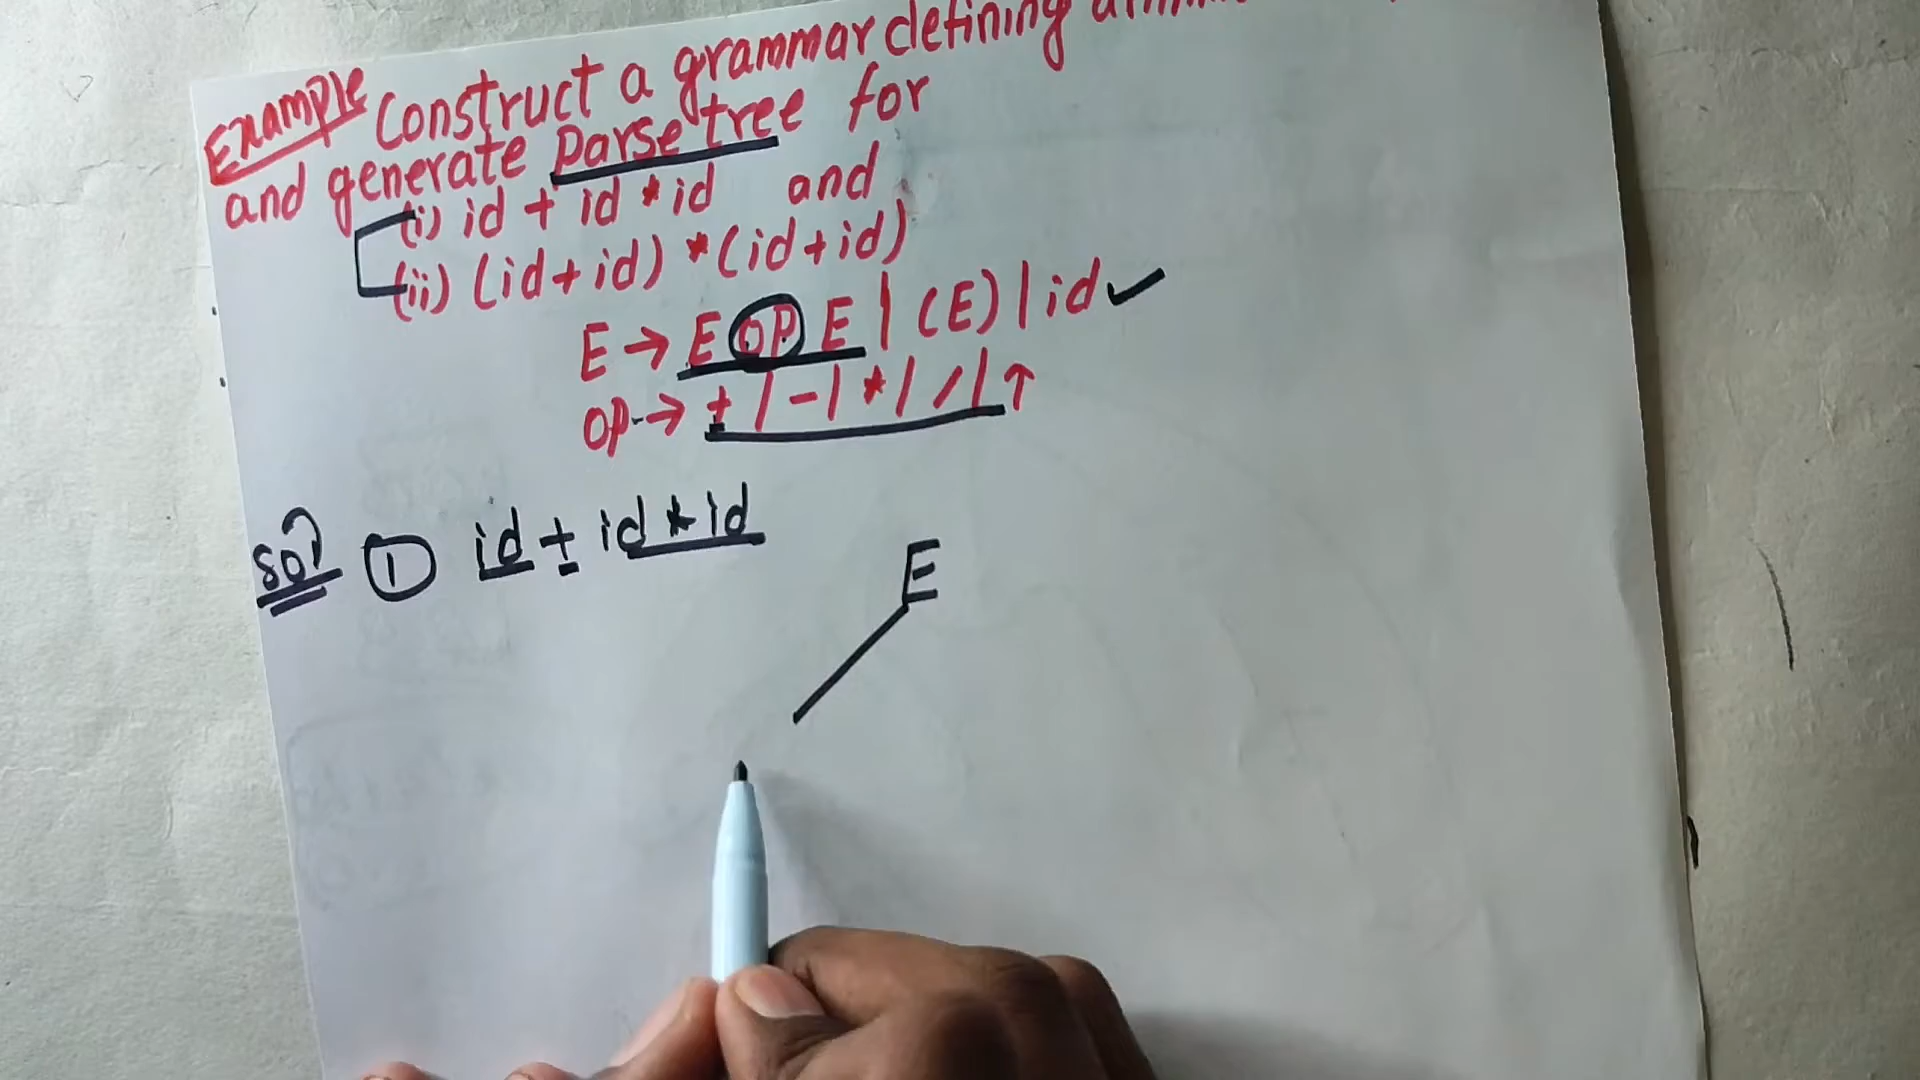 Example Construct a grammar defining
and generate Parse tree for
(i) id + id * id and
(ii) (id + id) * (id + id)
E → E OP E | (E) | id ✓
OP → + | - | * | / | ↑
Sol ① id + id * id
E